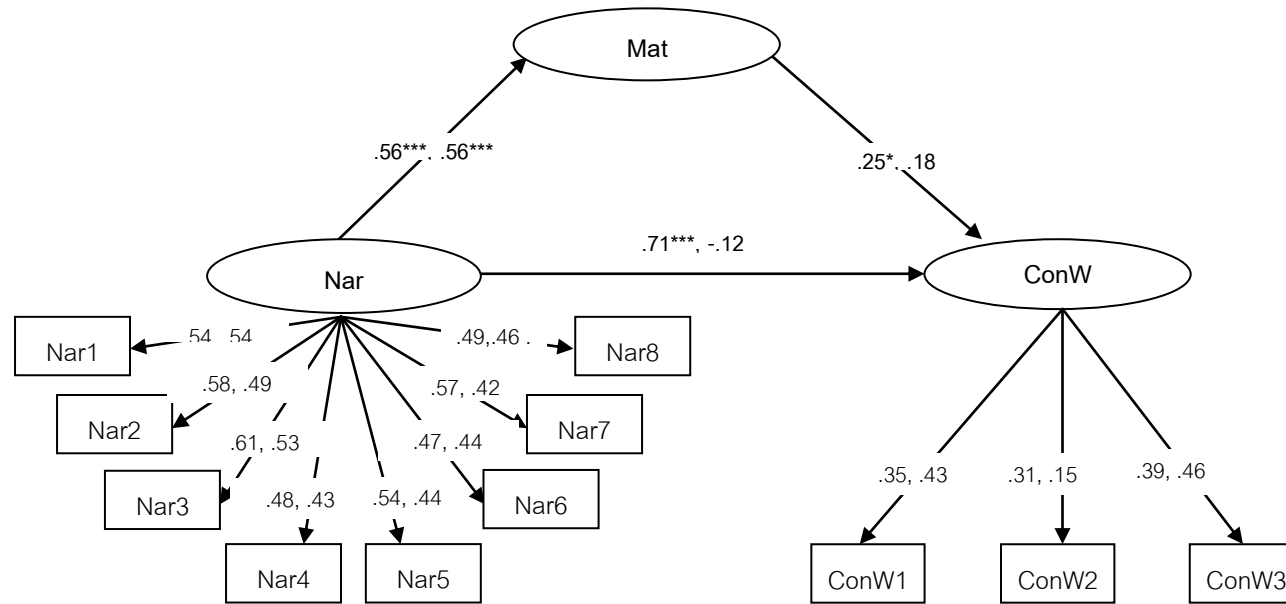 Mat
.56***, .56***
.25*, .18
.71***, -.12
Nar
ConW
Nar1
.54 .54
.49,.46 .
Nar8
.58, .49
.57, .42
Nar2
Nar7
.61, .53
.47, .44
Nar3
.48, .43
.54, .44
Nar6
.35, .43
.31, .15
.39, .46
Nar4
Nar5
ConW1
ConW2
ConW3